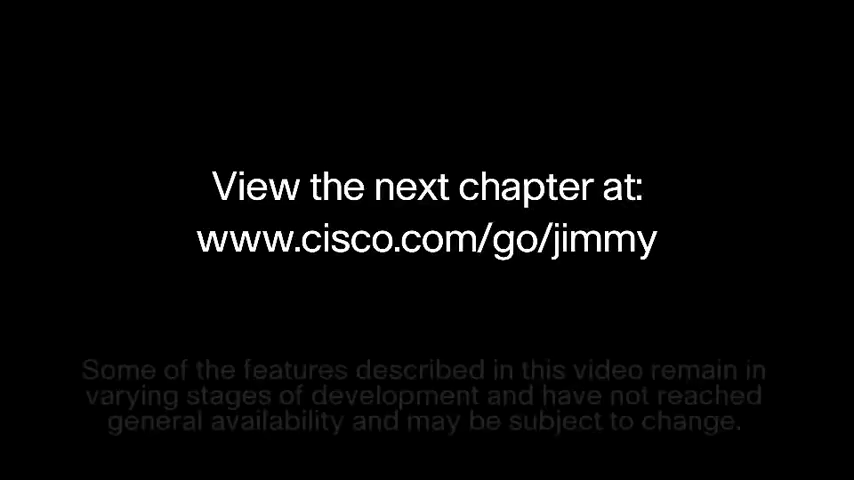 View the next chapter at:
www.cisco.com/go/jimmy
Some of the features described in this video remain in
varying stages of development and have not reached
general availability and may be subject to change.